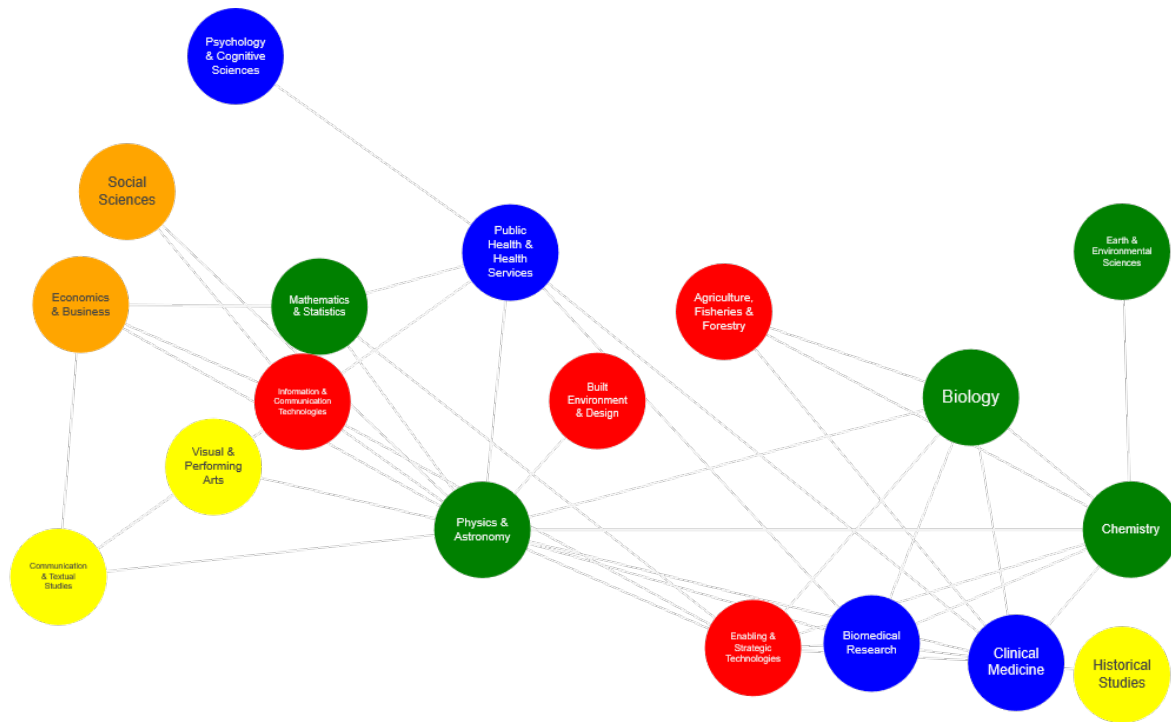 Psychology
& Cognitive
Sciences
Social
Sciences
Public
Health &
Health
Services
Earth &
Environmental
Sciences
Economics
& Business
Mathematics
& Statistics
Agriculture,
Fisheries &
Forestry
Information &
Communication
Technologies
Built
Environment
& Design
Biology
Visual &
Performing
Arts
Physics &
Astronomy
Chemistry
Communication
& Textual
Studies
Enabling &
Strategic
Technologies
Biomedical
Research
Clinical
Medicine
Historical
Studies